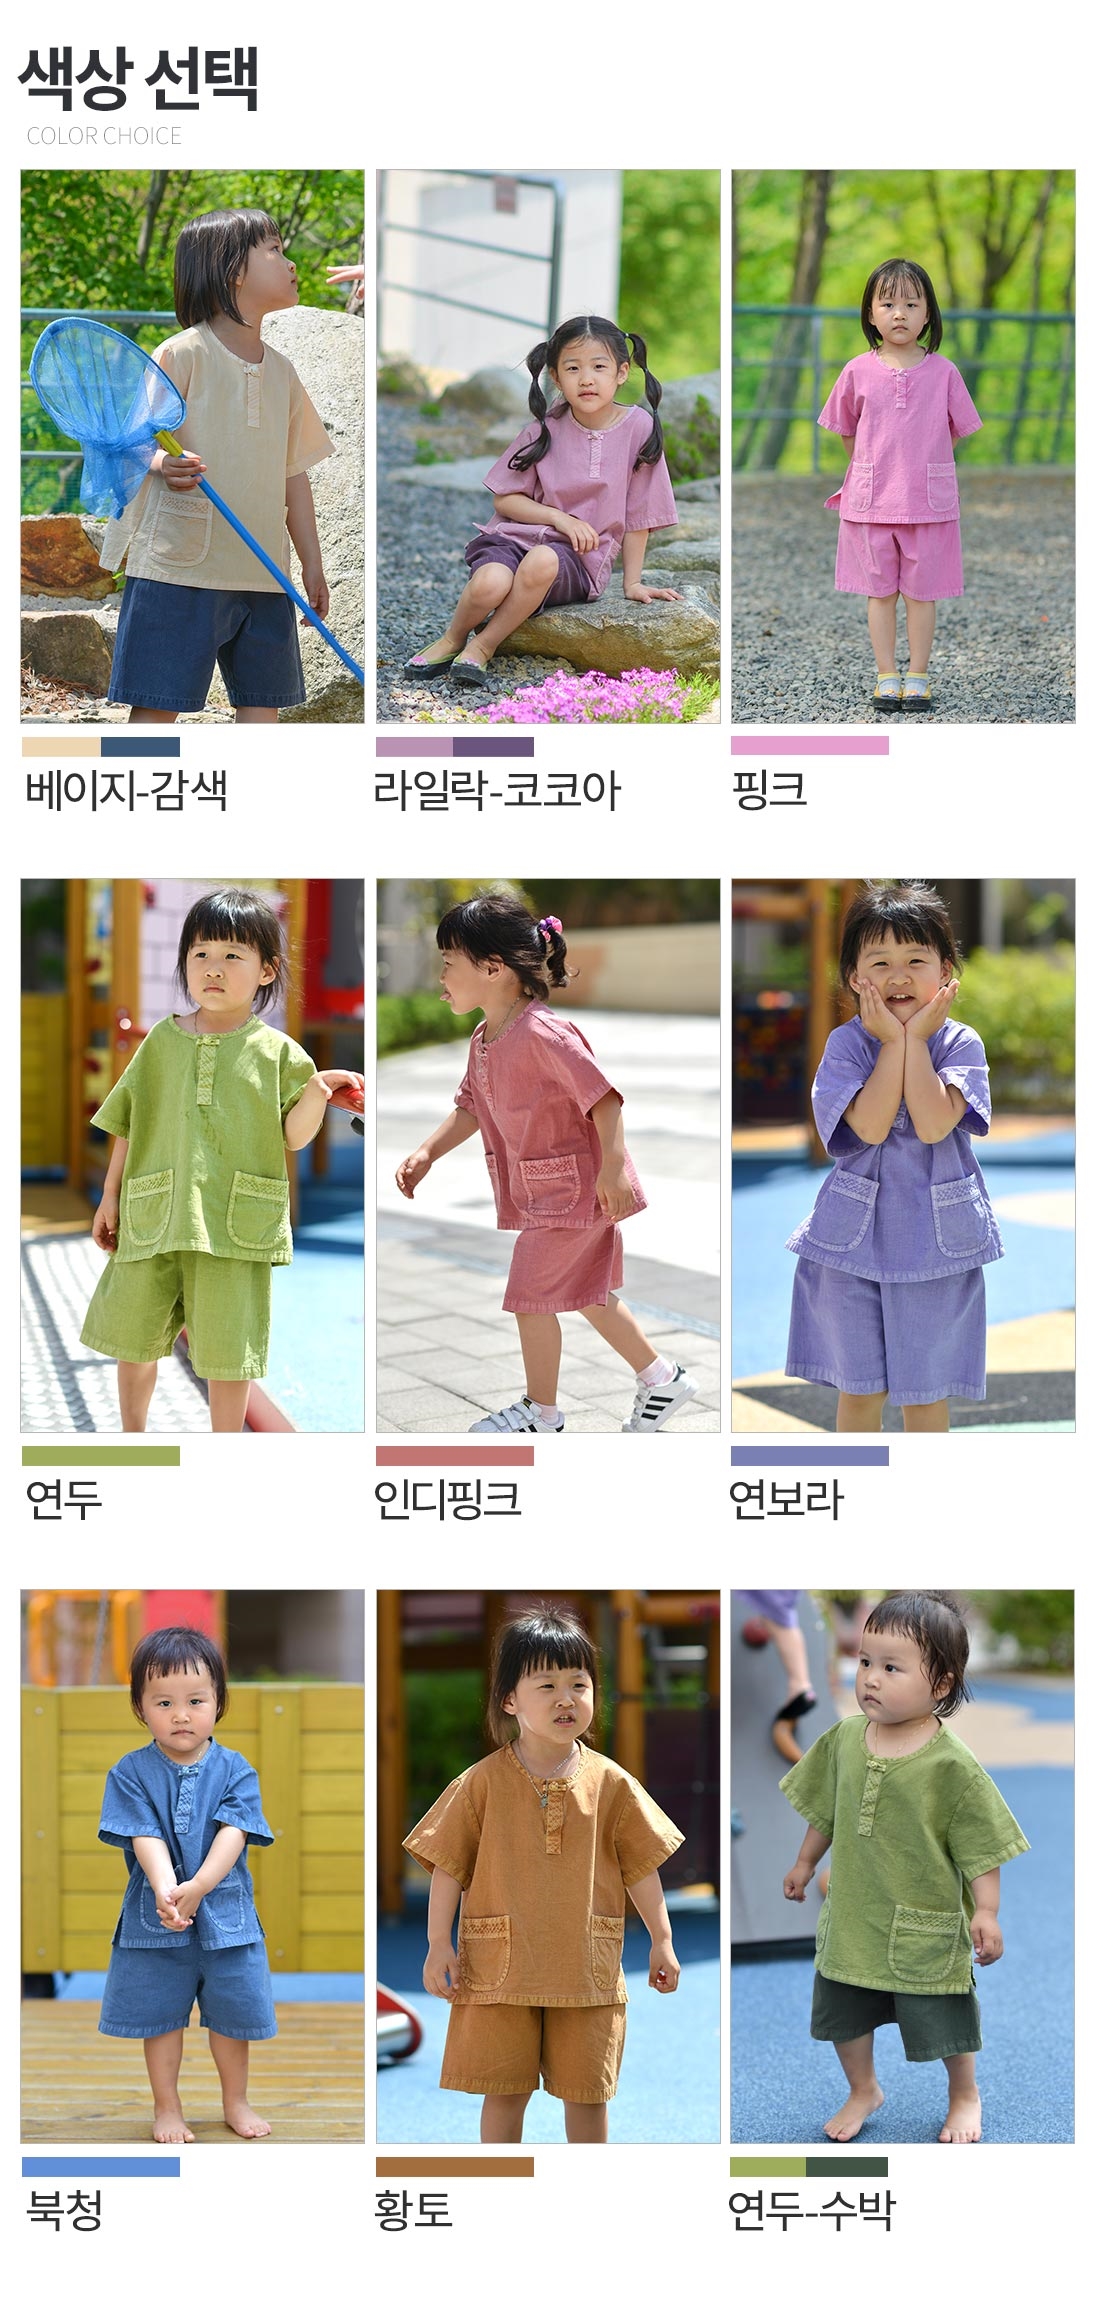 색상 선택
COLOR CHOICE
베이지-감색
라일락-코코아
핑크
연두
인디핑크
연보라
북청
황토
연두-수박